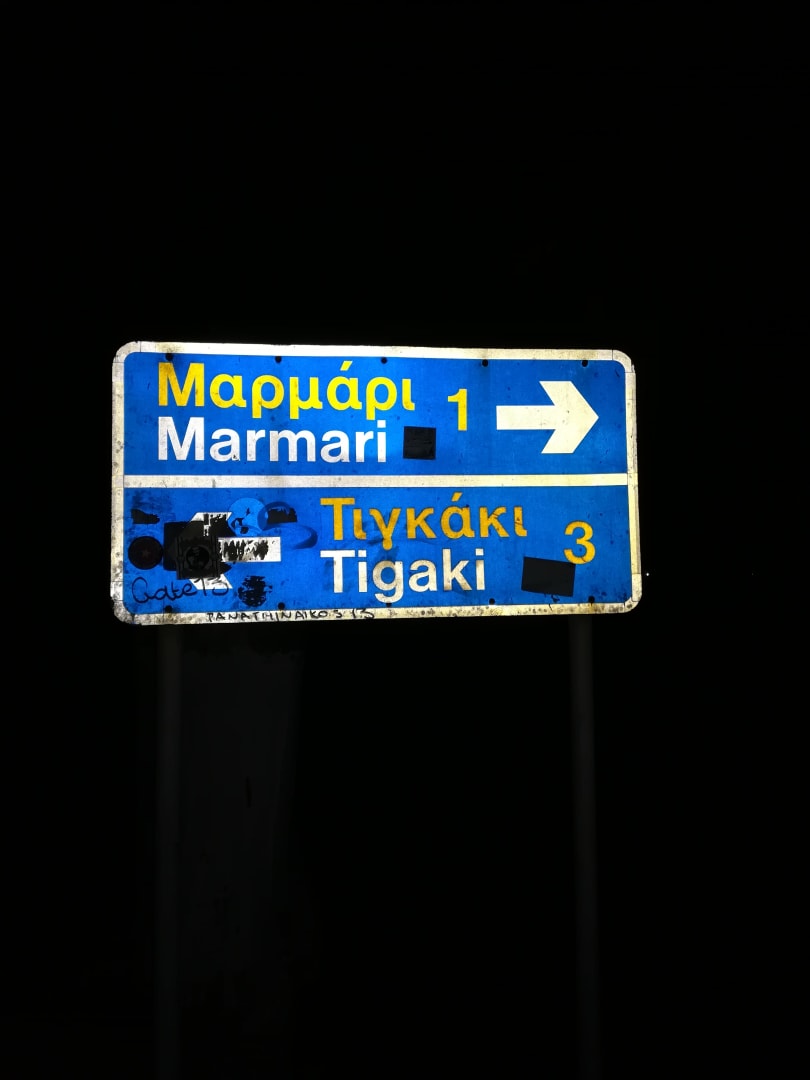 Μαρμάρι 1
Marmari
Τιγκάκι 3
Tigaki
Gate 13
PANATHINAIKOS 13